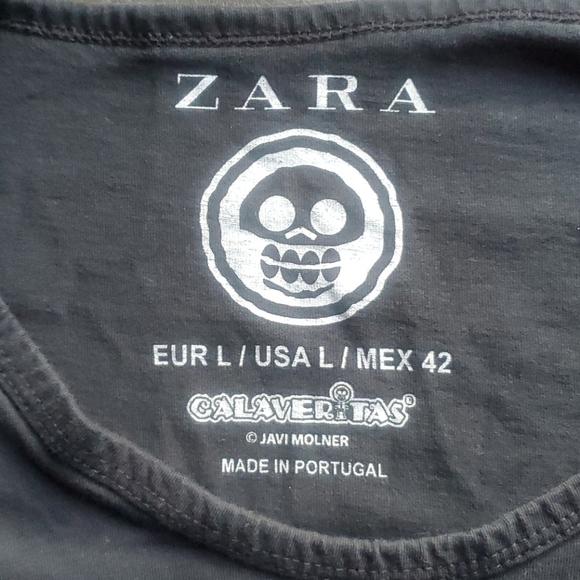 ZARA
EUR L / USA L / MEX 42
CALAVERITAS®
© JAVI MOLNER
MADE IN PORTUGAL